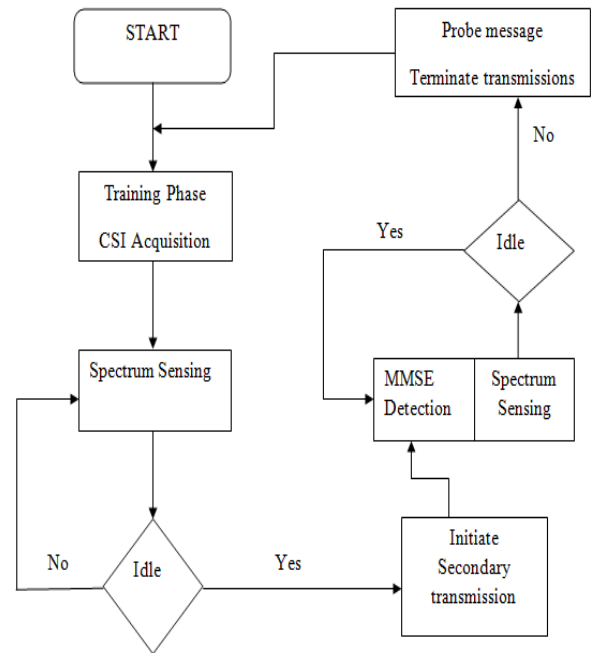 START
Probe message
Terminate transmissions
No
Training Phase
CSI Acquisition
Yes
Idle
Spectrum Sensing
MMSE
Detection
Spectrum
Sensing
No
Idle
Yes
Initiate
Secondary
transmission